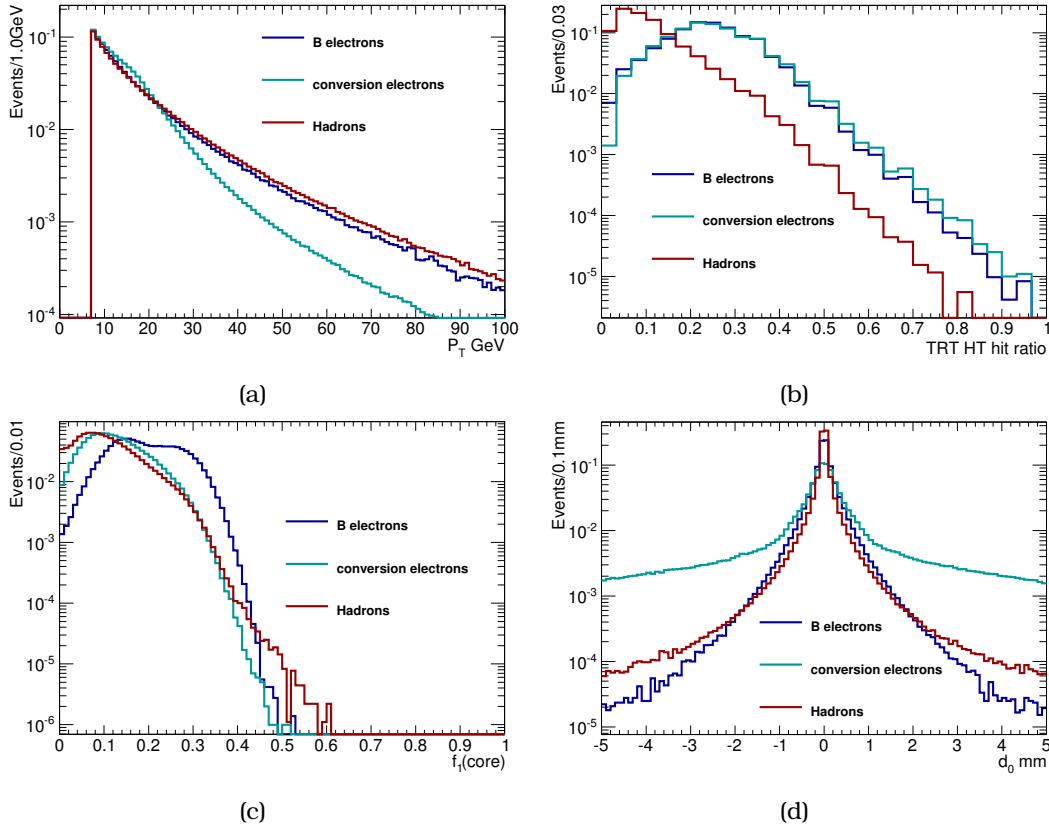 Events/1.0GeV
10⁻¹
10⁻²
10⁻³
10⁻⁴
B electrons
conversion electrons
Hadrons
0 10 20 30 40 50 60 70 80 90 100
P_T GeV
(a)
Events/0.03
10⁻¹
10⁻²
10⁻³
10⁻⁴
10⁻⁵
B electrons
conversion electrons
Hadrons
0 0.1 0.2 0.3 0.4 0.5 0.6 0.7 0.8 0.9 1
TRT HT hit ratio
(b)
Events/0.01
10⁻²
10⁻³
10⁻⁴
10⁻⁵
10⁻⁶
B electrons
conversion electrons
Hadrons
0 0.1 0.2 0.3 0.4 0.5 0.6 0.7 0.8 0.9 1
f₁(core)
(c)
Events/0.1mm
10⁻¹
10⁻²
10⁻³
10⁻⁴
10⁻⁵
B electrons
conversion electrons
Hadrons
-5 -4 -3 -2 -1 0 1 2 3 4 5
d₀ mm
(d)